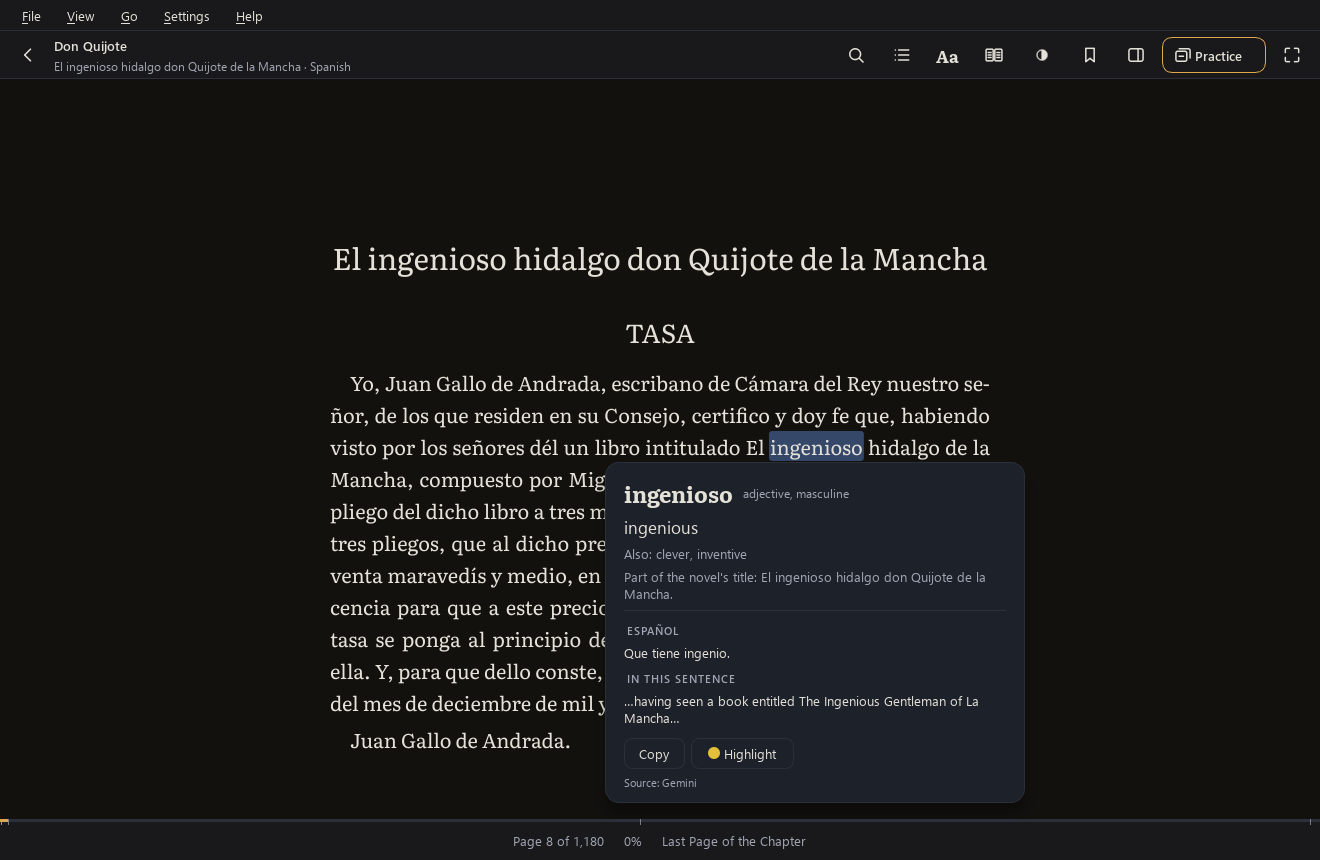 File View Go Settings Help
Don Quijote
El ingenioso hidalgo don Quijote de la Mancha · Spanish
Aa
Practice
El ingenioso hidalgo don Quijote de la Mancha
TASA
Yo, Juan Gallo de Andrada, escribano de Cámara del Rey nuestro se-
ñor, de los que residen en su Consejo, certifico y doy fe que, habiendo
visto por los señores dél un libro intitulado El ingenioso hidalgo de la
Mancha, compuesto por Mig
pliego del dicho libro a tres m
tres pliegos, que al dicho pre
venta maravedís y medio, en
cencia para que a este precio
tasa se ponga al principio de
ella. Y, para que dello conste,
del mes de deciembre de mil y
Juan Gallo de Andrada.
ingenioso adjective, masculine
ingenious
Also: clever, inventive
Part of the novel's title: El ingenioso hidalgo don Quijote de la
Mancha.
ESPAÑOL
Que tiene ingenio.
IN THIS SENTENCE
…having seen a book entitled The Ingenious Gentleman of La
Mancha…
Copy Highlight
Source: Gemini
Page 8 of 1,180 0% Last Page of the Chapter